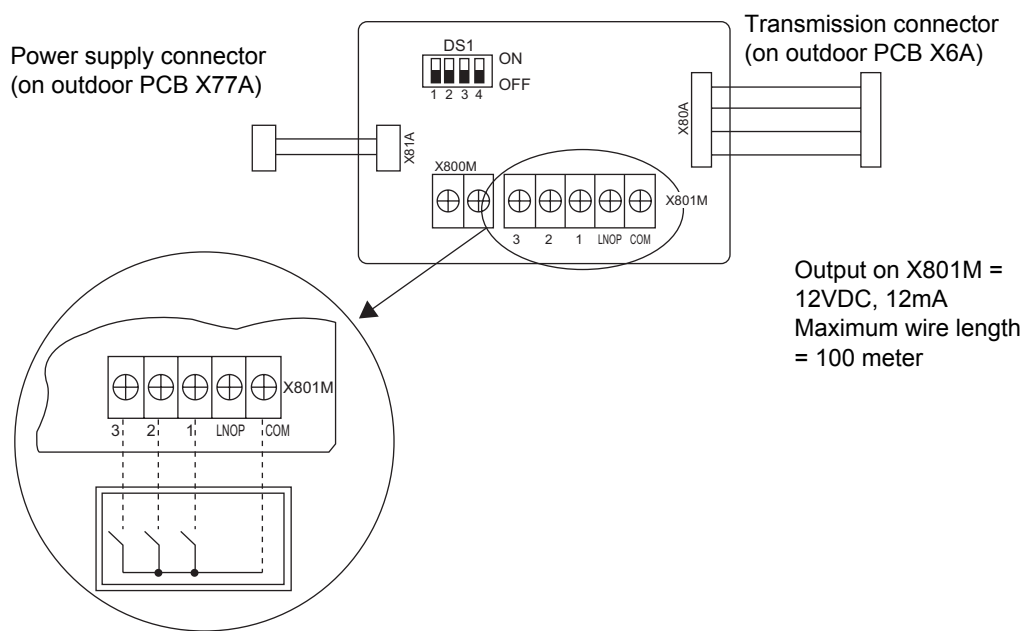 Power supply connector
(on outdoor PCB X77A)
Transmission connector
(on outdoor PCB X6A)
DS1
ON
OFF
1 2 3 4
X81A
X80A
X800M
X801M
3 2 1 LNOP COM
Output on X801M =
12VDC, 12mA
Maximum wire length
= 100 meter
X801M
3 2 1 LNOP COM